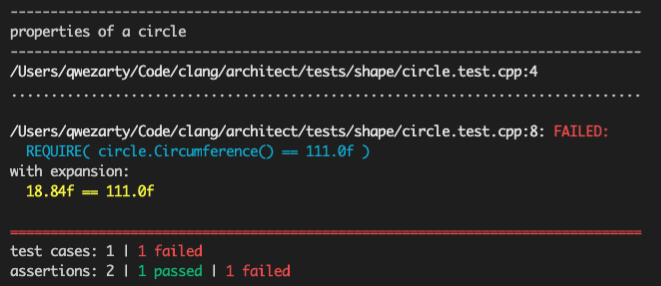 -------------------------------------------------------------------------------
properties of a circle
-------------------------------------------------------------------------------
/Users/qwezarty/Code/clang/architect/tests/shape/circle.test.cpp:4
...............................................................................
/Users/qwezarty/Code/clang/architect/tests/shape/circle.test.cpp:8: FAILED:
REQUIRE( circle.Circumference() == 111.0f )
with expansion:
18.84f == 111.0f
===============================================================================
test cases: 1 | 1 failed
assertions: 2 | 1 passed | 1 failed